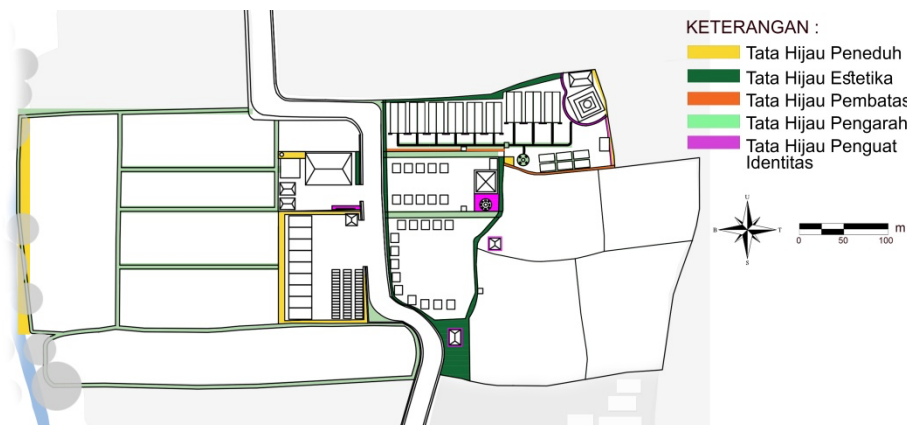 KETERANGAN :
Tata Hijau Peneduh
Tata Hijau Estetika
Tata Hijau Pembatas
Tata Hijau Pengarah
Tata Hijau Penguat
Identitas
U
B T
S
m
0 50 100